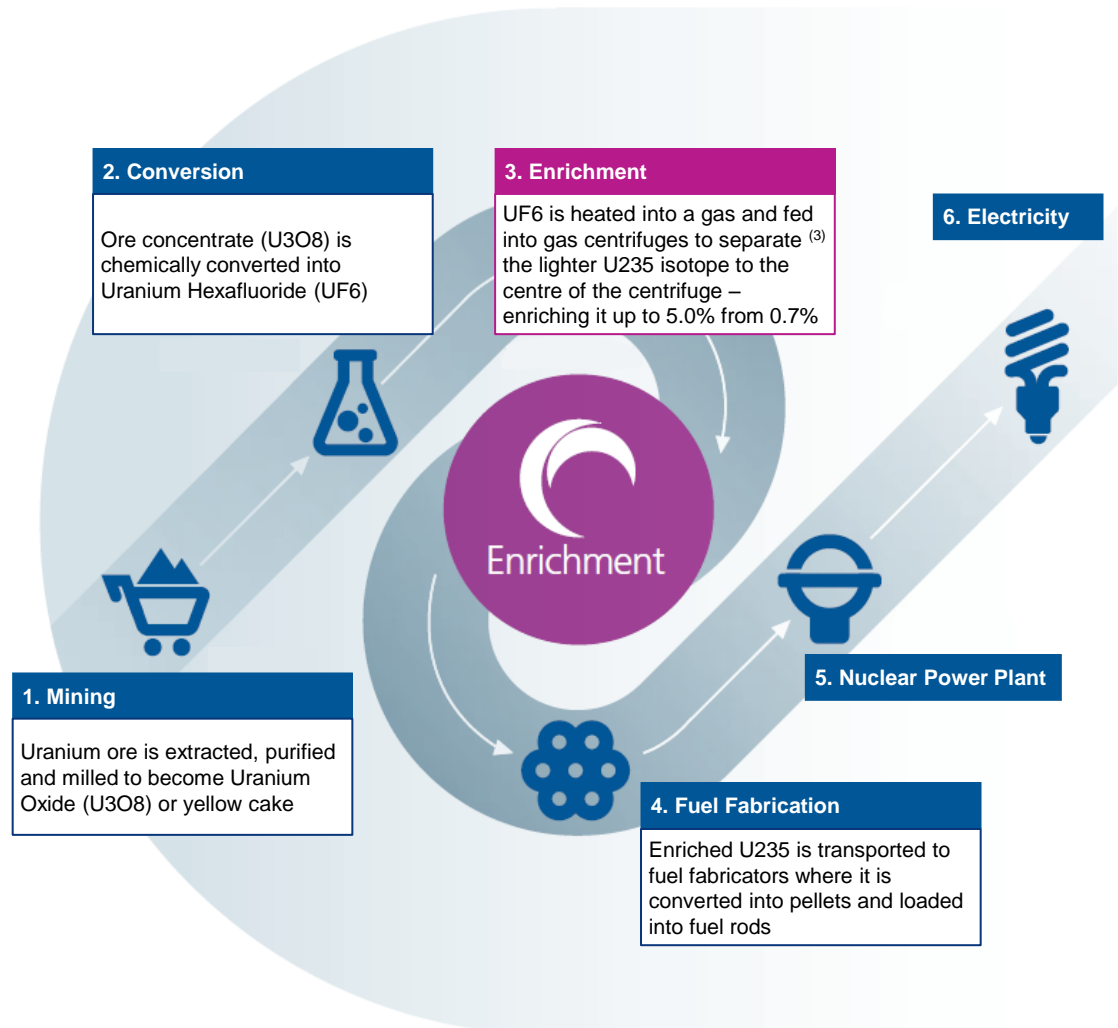 2. Conversion
Ore concentrate (U3O8) is
chemically converted into
Uranium Hexafluoride (UF6)
3. Enrichment
UF6 is heated into a gas and fed
into gas centrifuges to separate (3)
the lighter U235 isotope to the
centre of the centrifuge –
enriching it up to 5.0% from 0.7%
6. Electricity
Enrichment
1. Mining
Uranium ore is extracted, purified
and milled to become Uranium
Oxide (U3O8) or yellow cake
5. Nuclear Power Plant
4. Fuel Fabrication
Enriched U235 is transported to
fuel fabricators where it is
converted into pellets and loaded
into fuel rods